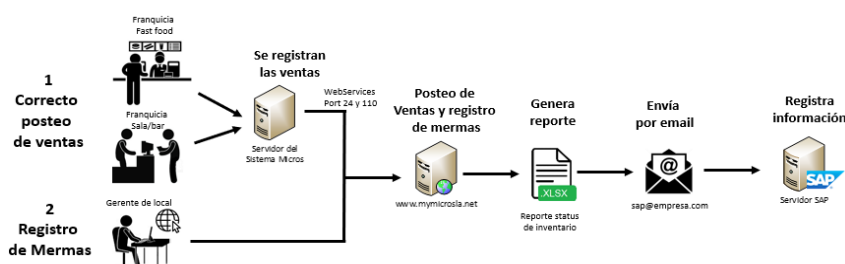 1
Correcto
posteo
de ventas
Franquicia
Fast food
Franquicia
Sala/bar
Se registran
las ventas
Servidor del
Sistema Micros
WebServices
Port 24 y 110
2
Registro
de Mermas
Gerente de local
Posteo de
Ventas y registro
de mermas
www.mymicrosla.net
Genera
reporte
XLSX
Reporte status
de inventario
Envía
por email
@
sap@empresa.com
Registra
información
SAP
Servidor SAP